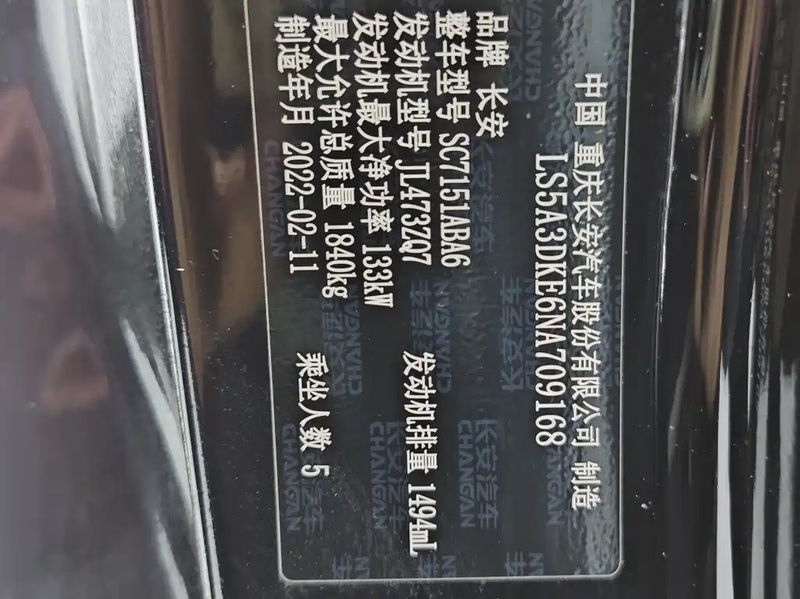 中国 重庆长安汽车股份有限公司 制造
LS5A3DKE6NA709168
品牌 长安
整车型号 SC7151ABA6
发动机型号 JL473ZQ7 发动机排量 1494mL
发动机最大净功率 133kW
最大允许总质量 1840kg
制造年月 2022-02-11 乘坐人数 5